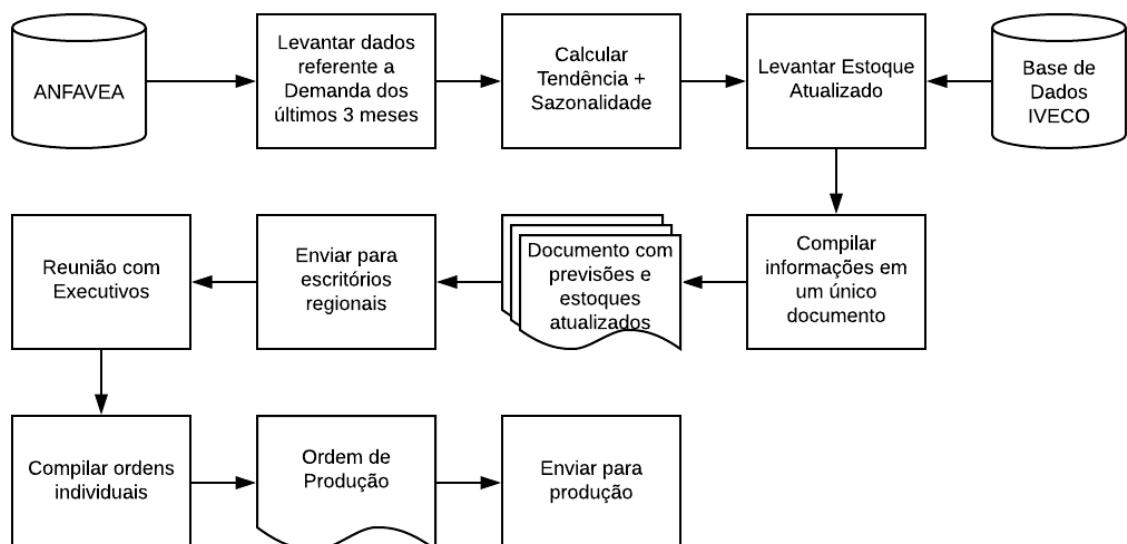 ANFAVEA
Levantar dados
referente a
Demanda dos
últimos 3 meses
Calcular
Tendência +
Sazonalidade
Levantar Estoque
Atualizado
Base de
Dados
IVECO
Reunião com
Executivos
Enviar para
escritórios
regionais
Documento com
previsões e
estoques
atualizados
Compilar
informações em
um único
documento
Compilar ordens
individuais
Ordem de
Produção
Enviar para
produção